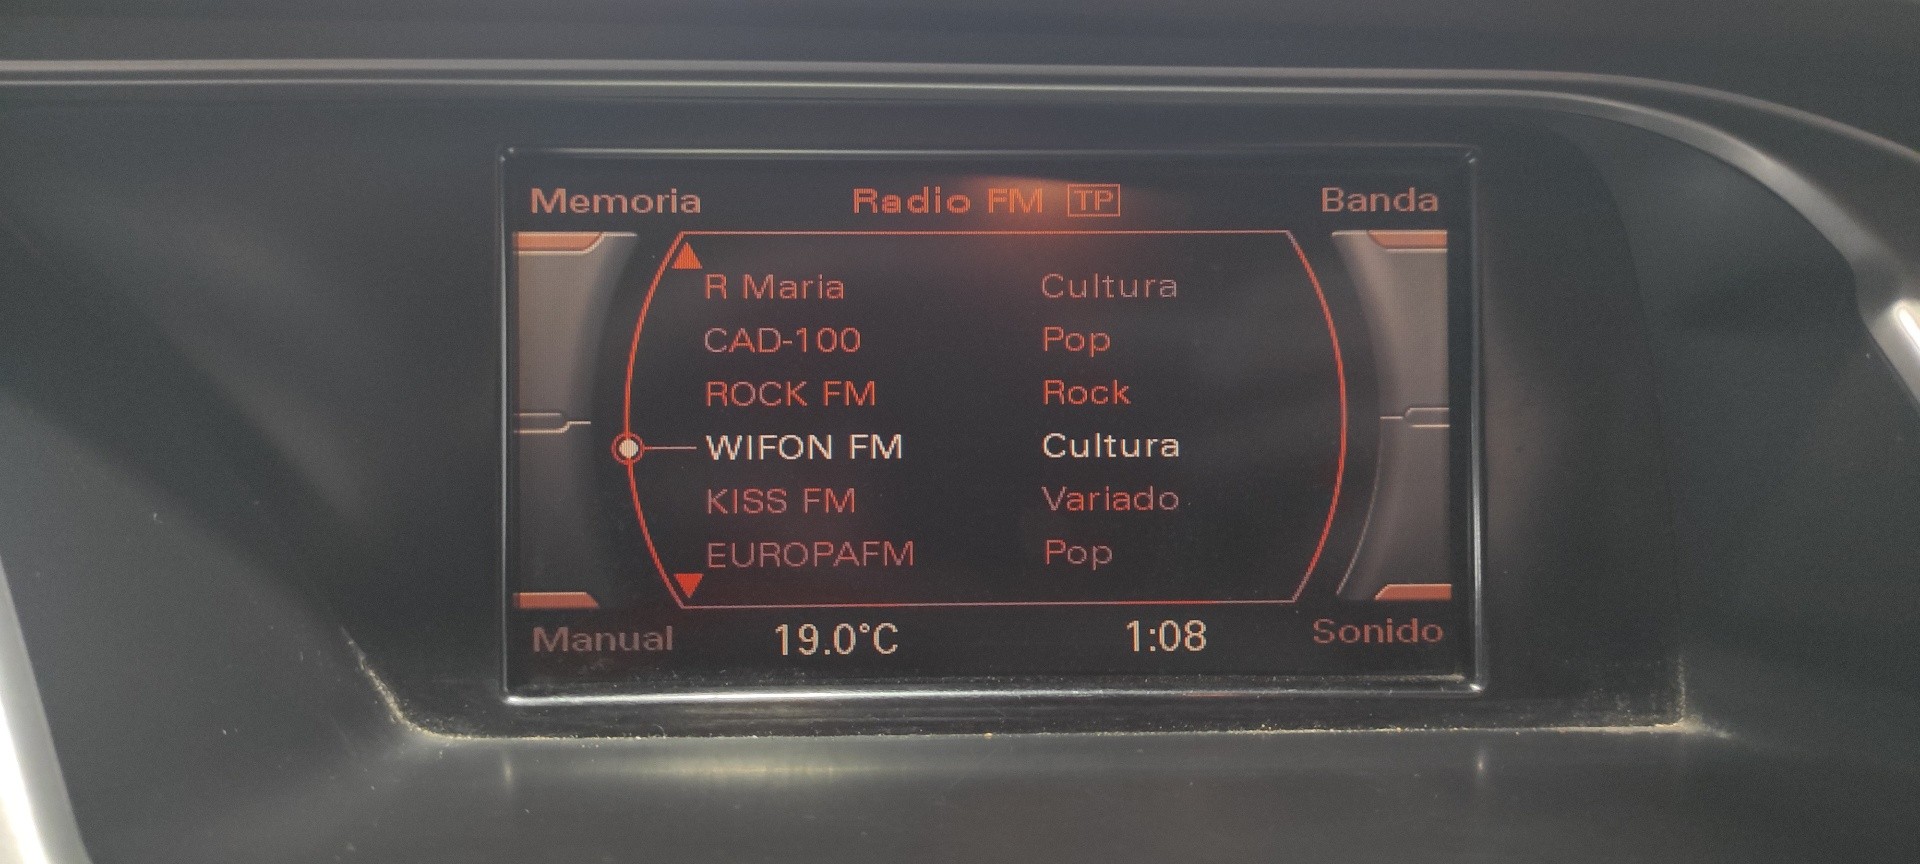 Memoria Radio FM TP Banda
R Maria Cultura
CAD-100 Pop
ROCK FM Rock
WIFON FM Cultura
KISS FM Variado
EUROPAFM Pop
Manual 19.0°C 1:08 Sonido